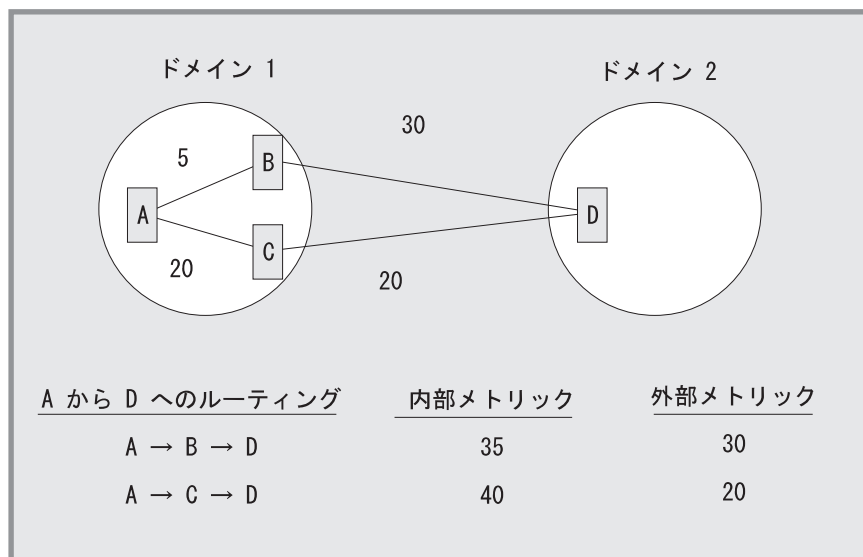 ドメイン 1
ドメイン 2
30
5
B
A
D
C
20
20
A から D へのルーティング 内部メトリック 外部メトリック
A → B → D 35 30
A → C → D 40 20